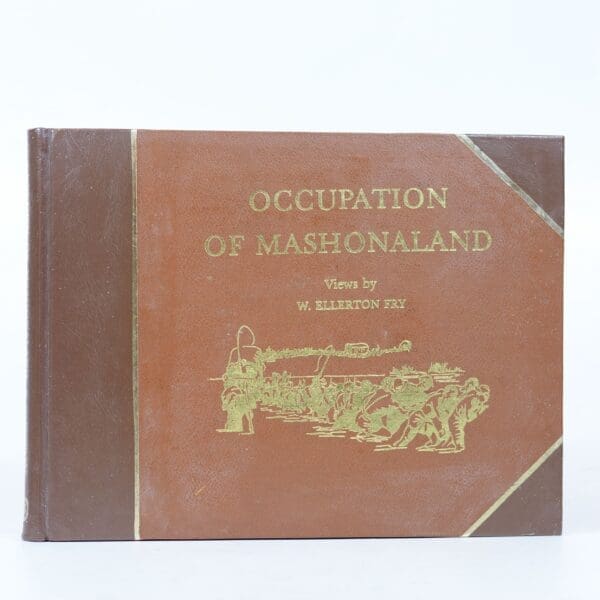 OCCUPATION
OF MASHONALAND
Views by
W. ELLERTON FRY